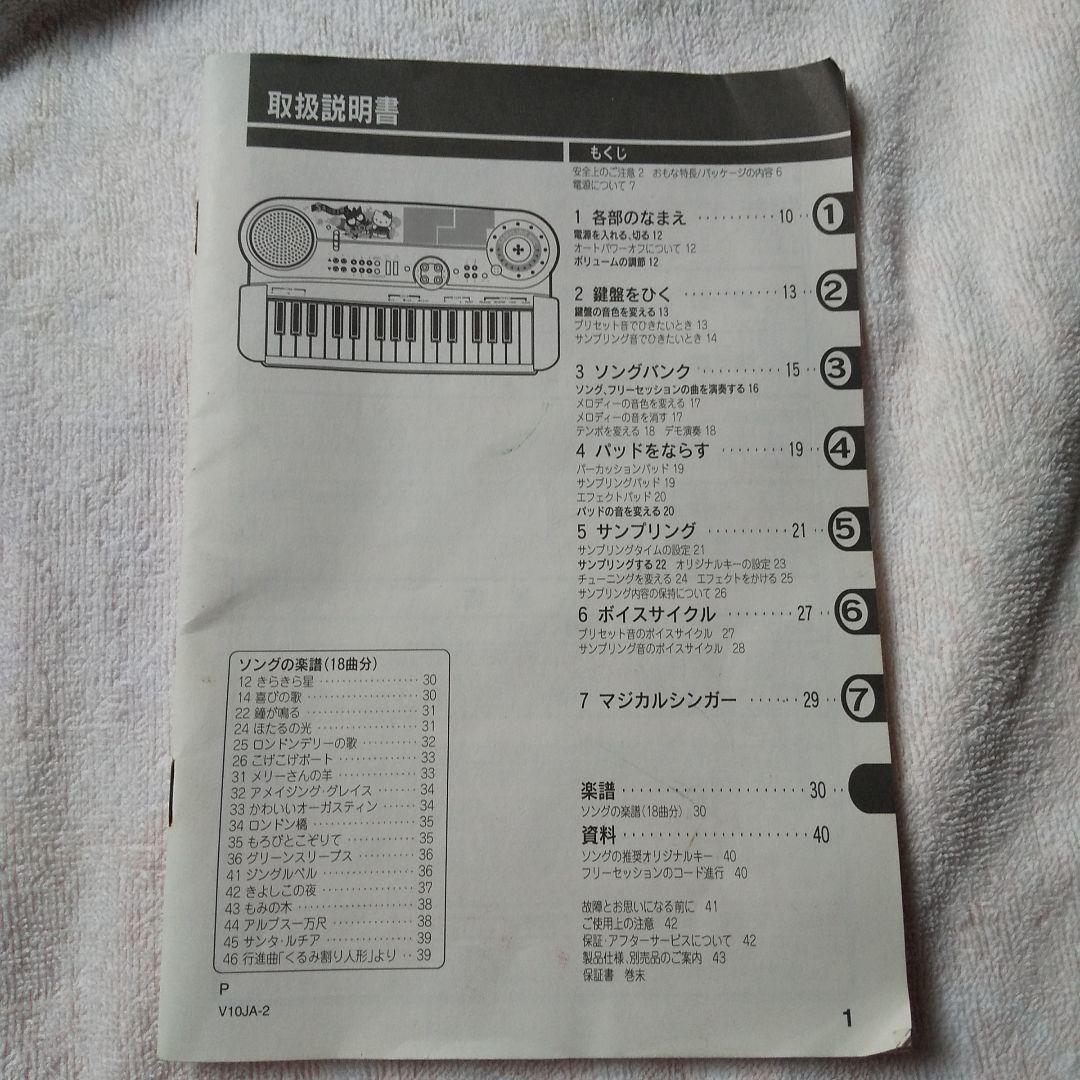 取扱説明書
もくじ
安全上のご注意 2 おもな特長/パッケージの内容 6
電源について 7
1 各部のなまえ ·········· 10 ·· 1
電源を入れる、切る 12
オートパワーオフについて 12
ボリュームの調節 12
2 鍵盤をひく ·········· 13 ·· 2
鍵盤の音色を変える 13
プリセット音でひきたいとき 13
サンプリング音でひきたいとき 14
3 ソングバンク ·········· 15 ·· 3
ソング、フリーセッションの曲を演奏する 16
メロディーの音色を変える 17
メロディーの音を消す 17
テンポを変える 18 デモ演奏 18
4 パッドをならす ········ 19 ·· 4
パーカッションパッド 19
サンプリングパッド 19
エフェクトパッド 20
パッドの音を変える 20
5 サンプリング ·········· 21 ·· 5
サンプリングタイムの設定 21
サンプリングする 22 オリジナルキーの設定 23
チューニングを変える 24 エフェクトをかける 25
サンプリング内容の保持について 26
6 ボイスサイクル ········ 27 ·· 6
プリセット音のボイスサイクル 27
サンプリング音のボイスサイクル 28
7 マジカルシンガー ······ 29 ·· 7
楽譜 ···················· 30 ··
ソングの楽譜(18曲分) 30
資料 ···················· 40
ソングの推奨オリジナルキー 40
フリーセッションのコード進行 40
故障とお思いになる前に 41
ご使用上の注意 42
保証・アフターサービスについて 42
製品仕様、別売品のご案内 43
保証書 巻末
ソングの楽譜(18曲分)
12 きらきら星 ·················· 30
14 喜びの歌 ···················· 30
22 鐘が鳴る ···················· 31
24 ほたるの光 ·················· 31
25 ロンドンデリーの歌 ·········· 32
26 こげこげボート ·············· 33
31 メリーさんの羊 ·············· 33
32 アメイジング・グレイス ······ 34
33 かわいいオーガスティン ······ 34
34 ロンドン橋 ·················· 35
35 もろびとこぞりて ············ 35
36 グリーンスリーブス ·········· 36
41 ジングルベル ················ 36
42 きよしこの夜 ················ 37
43 もみの木 ···················· 38
44 アルプス一万尺 ·············· 38
45 サンタ・ルチア ·············· 39
46 行進曲「くるみ割り人形」より ·· 39
P
V10JA-2
1